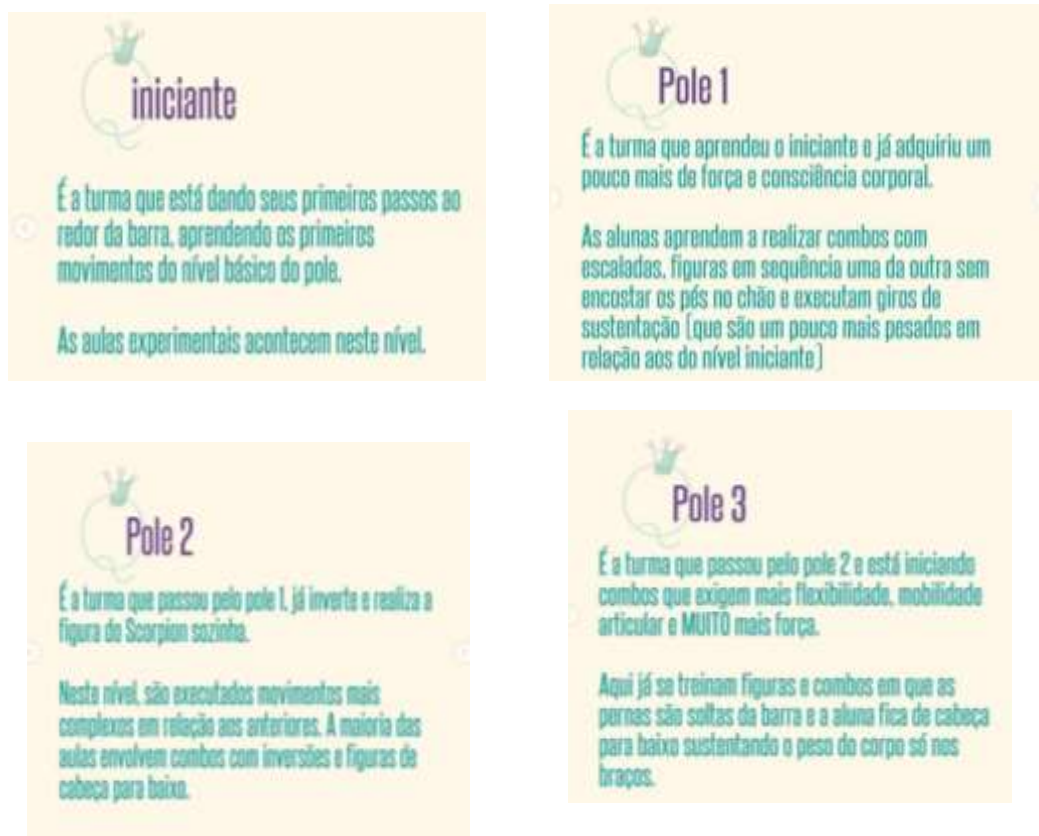 iniciante
É a turma que está dando seus primeiros passos ao
redor da barra, aprendendo os primeiros
movimentos do nível básico do pole.
As aulas experimentais acontecem neste nível.
Pole 1
É a turma que aprendeu o iniciante e já adquiriu um
pouco mais de força e consciência corporal.
As alunas aprendem a realizar combos com
escaladas, figuras em sequência uma da outra sem
encostar os pés no chão e executam giros de
sustentação (que são um pouco mais pesados em
relação aos do nível iniciante)
Pole 2
É a turma que passou pelo pole 1, já inverte e realiza a
figura do Scorpion sozinha.
Neste nível, são executados movimentos mais
complexos em relação aos anteriores. A maioria das
aulas envolvem combos com inversões e figuras de
cabeça para baixo.
Pole 3
É a turma que passou pelo pole 2 e está iniciando
combos que exigem mais flexibilidade, mobilidade
articular e MUITO mais força.
Aqui já se treinam figuras e combos em que as
pernas são soltas da barra e a aluna fica de cabeça
para baixo sustentando o peso do corpo só nos
braços.